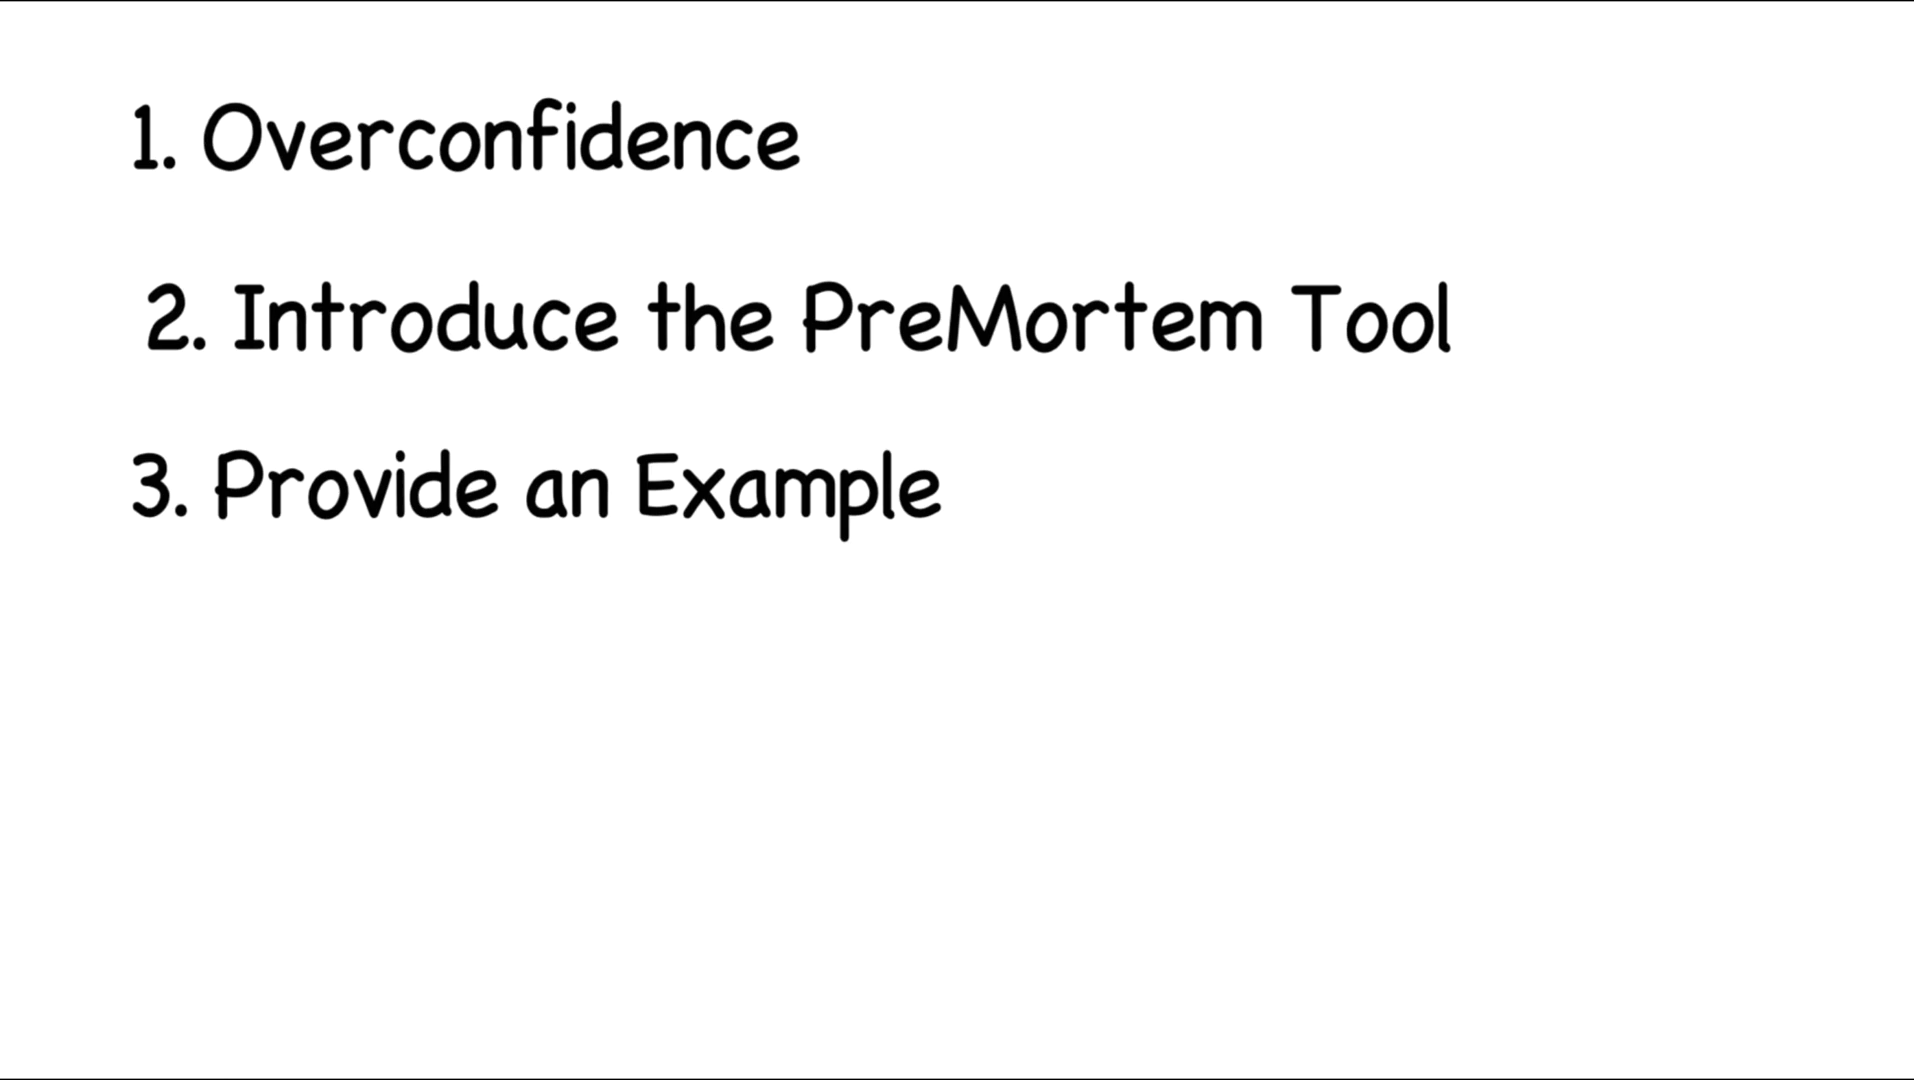 1. Overconfidence
2. Introduce the PreMortem Tool
3. Provide an Example